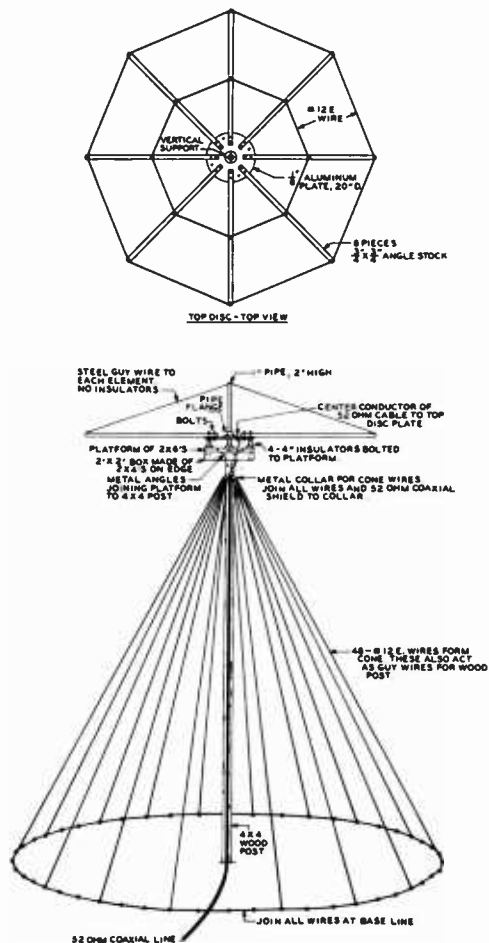 #12 E.
WIRE
VERTICAL
SUPPORT
1/8"
ALUMINUM
PLATE, 20" D.
8 PIECES
3/4" X 3/4" ANGLE STOCK
TOP DISC - TOP VIEW
STEEL GUY WIRE TO
EACH ELEMENT
NO INSULATORS
PIPE, 2' HIGH
PIPE
FLANGE
BOLTS
CENTER CONDUCTOR OF
52 OHM CABLE TO TOP
DISC PLATE
PLATFORM OF 2X6'S
2' X 2' BOX MADE OF
2X4'S ON EDGE
4-4" INSULATORS BOLTED
TO PLATFORM
METAL ANGLES
JOINING PLATFORM
TO 4X4 POST
METAL COLLAR FOR CONE WIRES
JOIN ALL WIRES AND 52 OHM COAXIAL
SHIELD TO COLLAR
48-#12 E. WIRES FORM
CONE. THESE ALSO ACT
AS GUY WIRES FOR WOOD
POST
4X4
WOOD
POST
JOIN ALL WIRES AT BASE LINE
52 OHM COAXIAL LINE